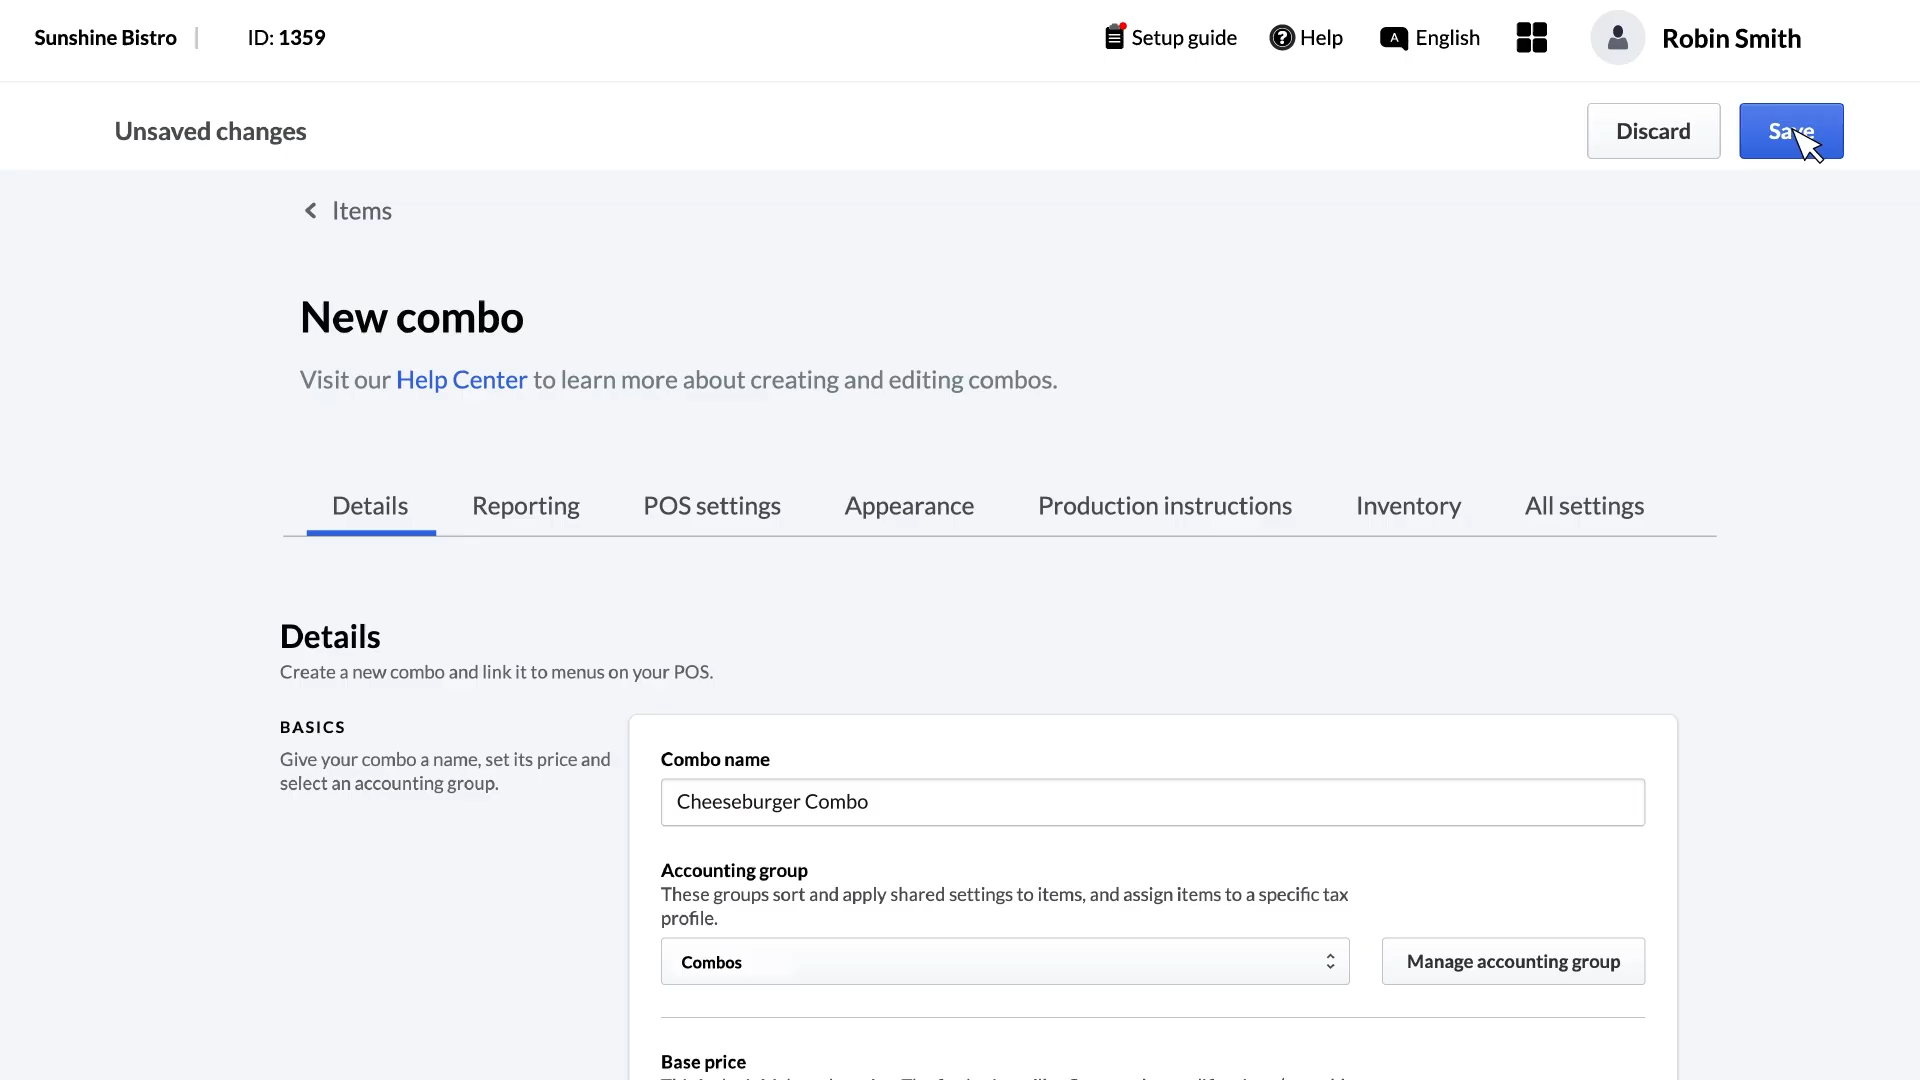 Sunshine Bistro
ID: 1359
Setup guide
Help
A English
Robin Smith
Unsaved changes
Discard
Save
Items
New combo
Visit our Help Center to learn more about creating and editing combos.
Details
Reporting
POS settings
Appearance
Production instructions
Inventory
All settings
Details
Create a new combo and link it to menus on your POS.
BASICS
Give your combo a name, set its price and
select an accounting group.
Combo name
Cheeseburger Combo
Accounting group
These groups sort and apply shared settings to items, and assign items to a specific tax
profile.
Combos
Manage accounting group
Base price